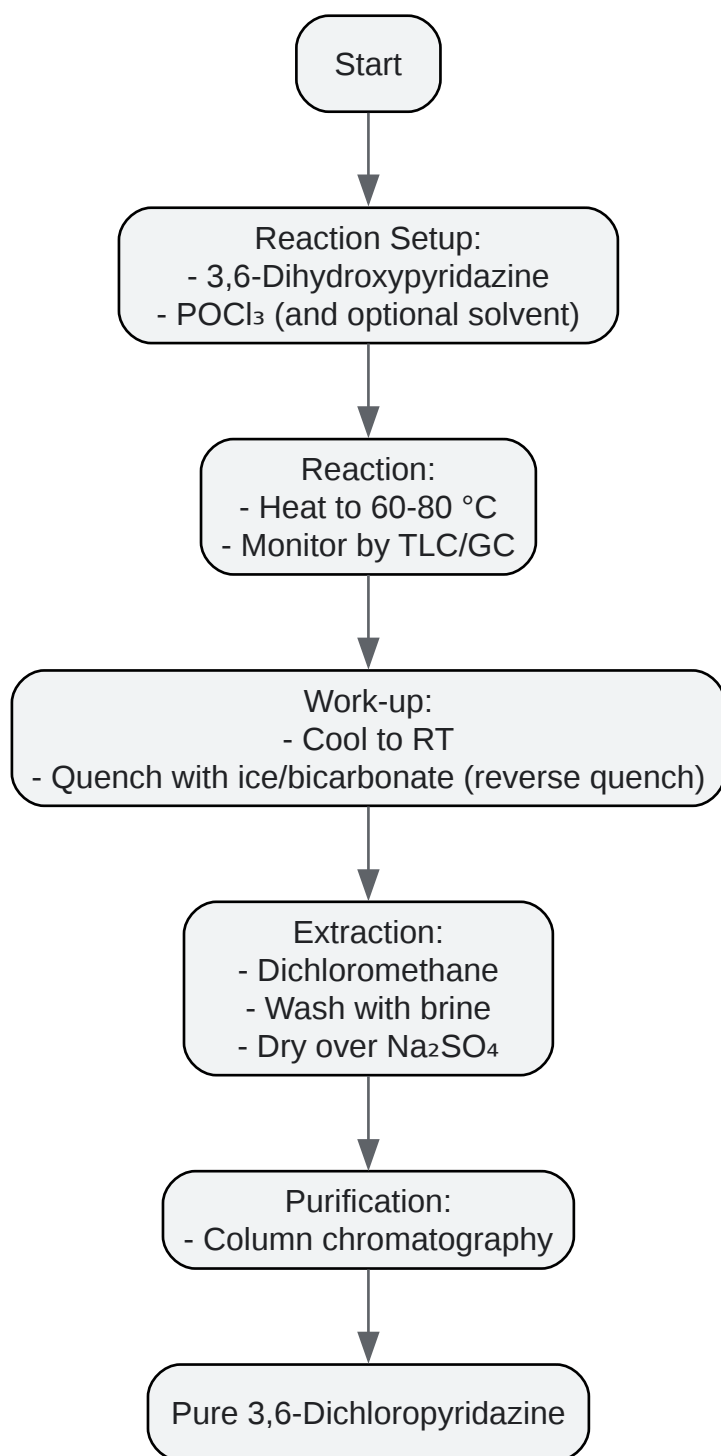 Start
Reaction Setup:
- 3,6-Dihydroxypyridazine
- POCl₃ (and optional solvent)
Reaction:
- Heat to 60-80 °C
- Monitor by TLC/GC
Work-up:
- Cool to RT
- Quench with ice/bicarbonate (reverse quench)
Extraction:
- Dichloromethane
- Wash with brine
- Dry over Na₂SO₄
Purification:
- Column chromatography
Pure 3,6-Dichloropyridazine